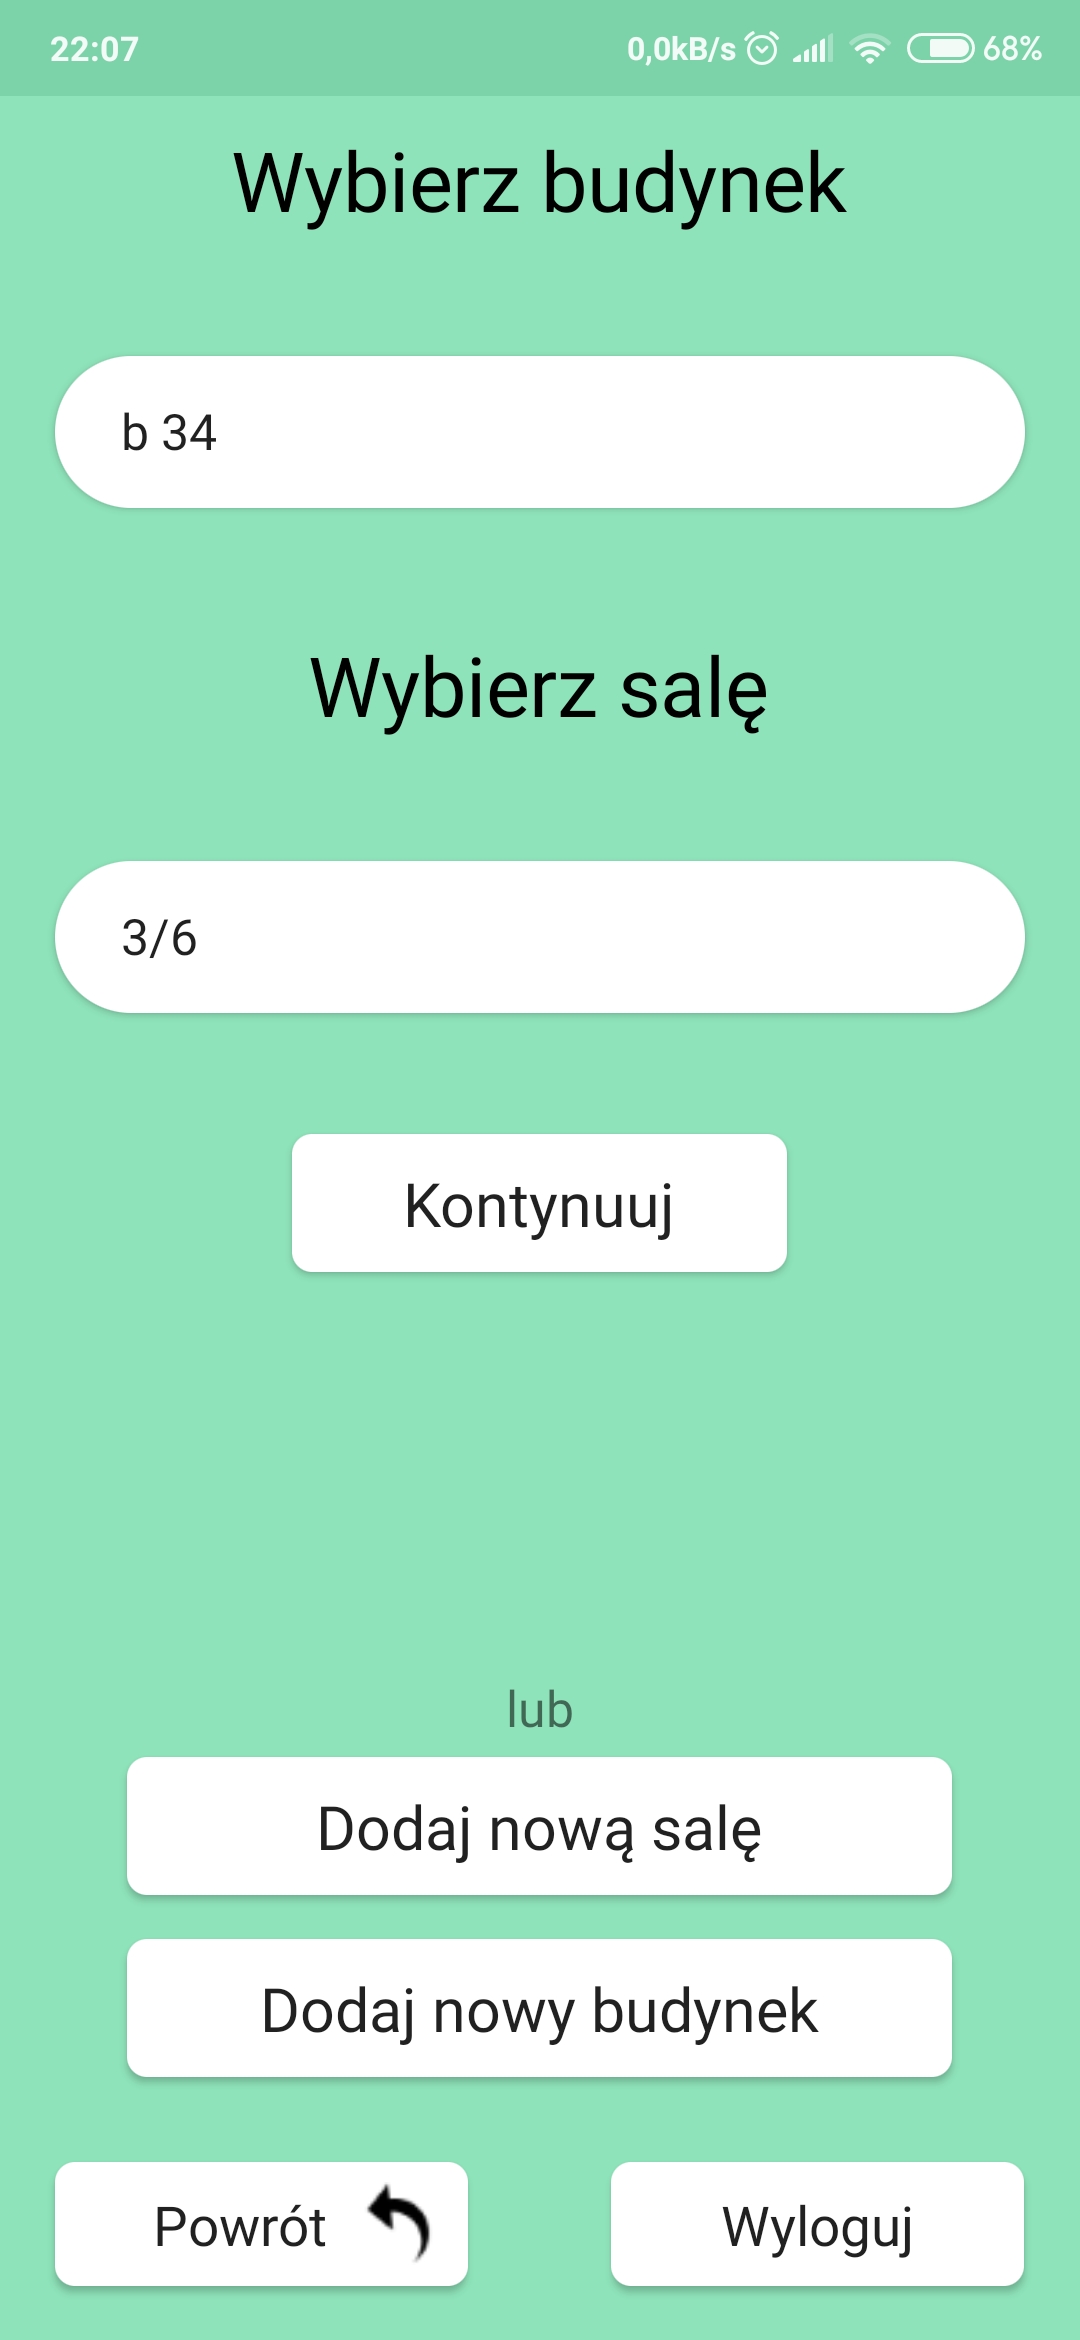 22:07 0,0kB/s 68%
Wybierz budynek
b 34
Wybierz salę
3/6
Kontynuuj
lub
Dodaj nową salę
Dodaj nowy budynek
Powrót Wyloguj